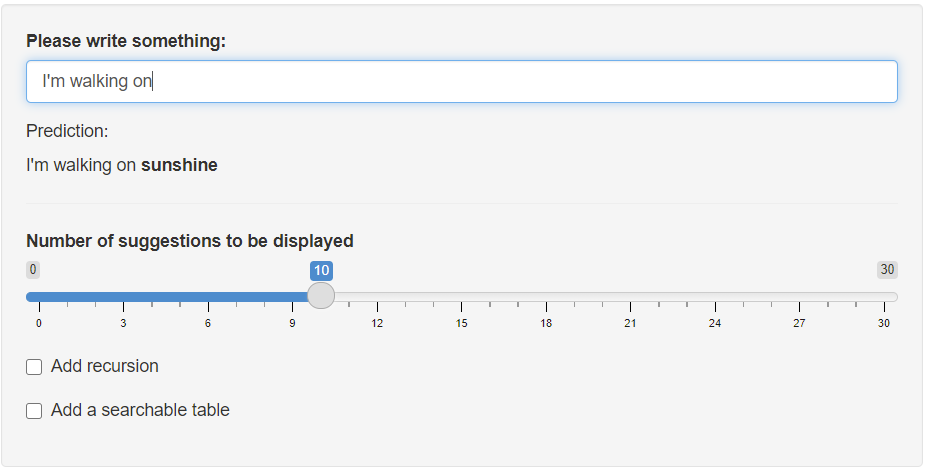 Please write something:
I'm walking on
Prediction:
I'm walking on sunshine
Number of suggestions to be displayed
0 10 30
0 3 6 9 12 15 18 21 24 27 30
Add recursion
Add a searchable table